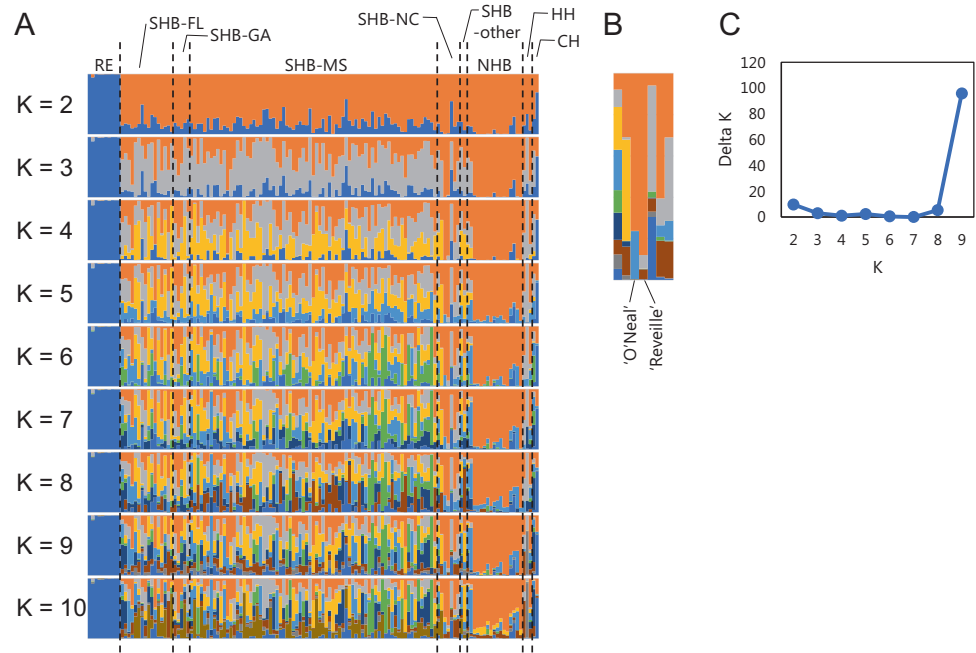 A
SHB-FL
SHB-GA
SHB-NC
SHB
-other
HH
CH
RE
SHB-MS
NHB
K = 2
K = 3
K = 4
K = 5
K = 6
K = 7
K = 8
K = 9
K = 10
B
'O'Neal'
'Reveille'
C
120
100
80
60
40
20
0
Delta K
2 3 4 5 6 7 8 9
K